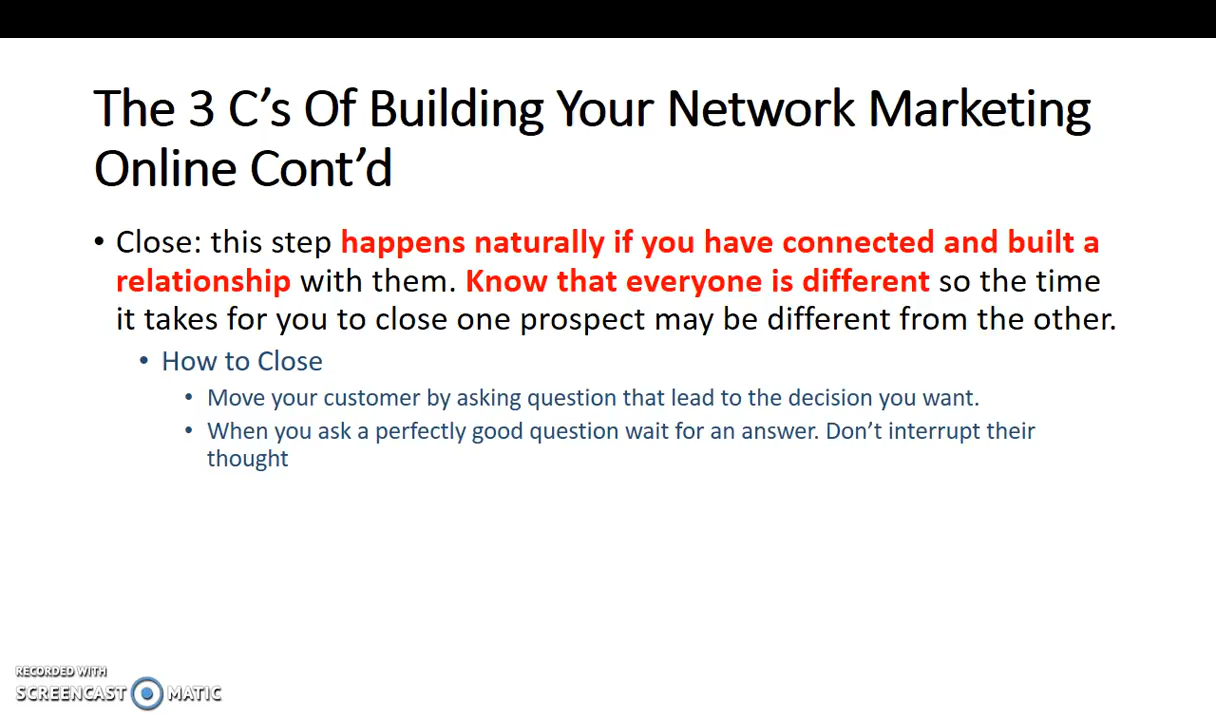 The 3 C’s Of Building Your Network Marketing
Online Cont’d
• Close: this step happens naturally if you have connected and built a
relationship with them. Know that everyone is different so the time
it takes for you to close one prospect may be different from the other.
• How to Close
• Move your customer by asking question that lead to the decision you want.
• When you ask a perfectly good question wait for an answer. Don’t interrupt their
thought
RECORDED WITH
SCREENCAST MATIC